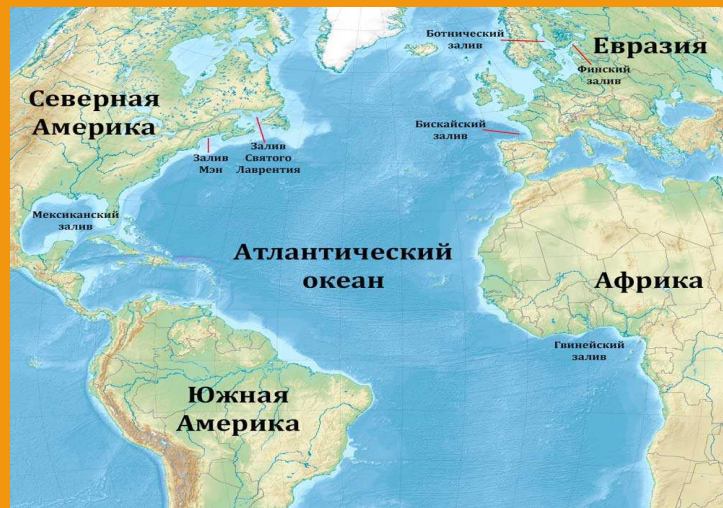 Ботнический
залив
Евразия
Финский
залив
Северная
Америка
Бискайский
залив
Залив
Мэн
Залив
Святого
Лаврентия
Мексиканский
залив
Атлантический
океан
Африка
Гвинейский
залив
Южная
Америка